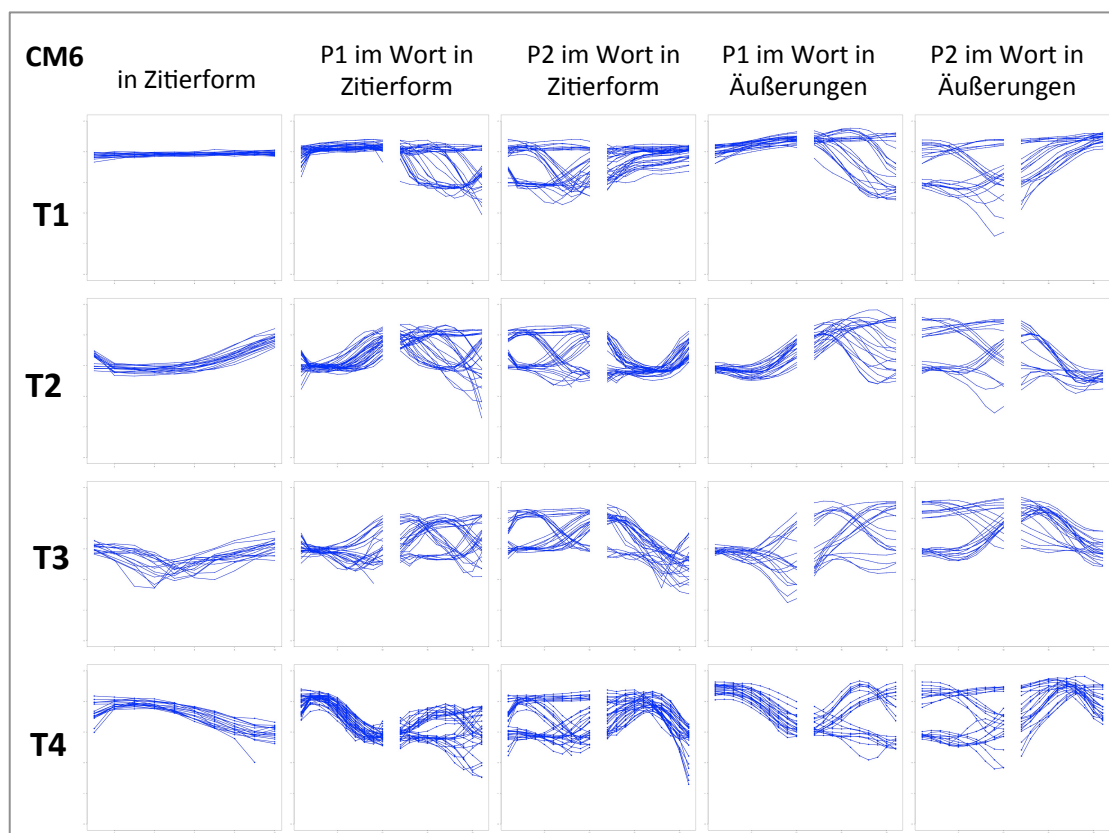 CM6
in Zitierform
P1 im Wort in
Zitierform
P2 im Wort in
Zitierform
P1 im Wort in
Äußerungen
P2 im Wort in
Äußerungen
T1
T2
T3
T4